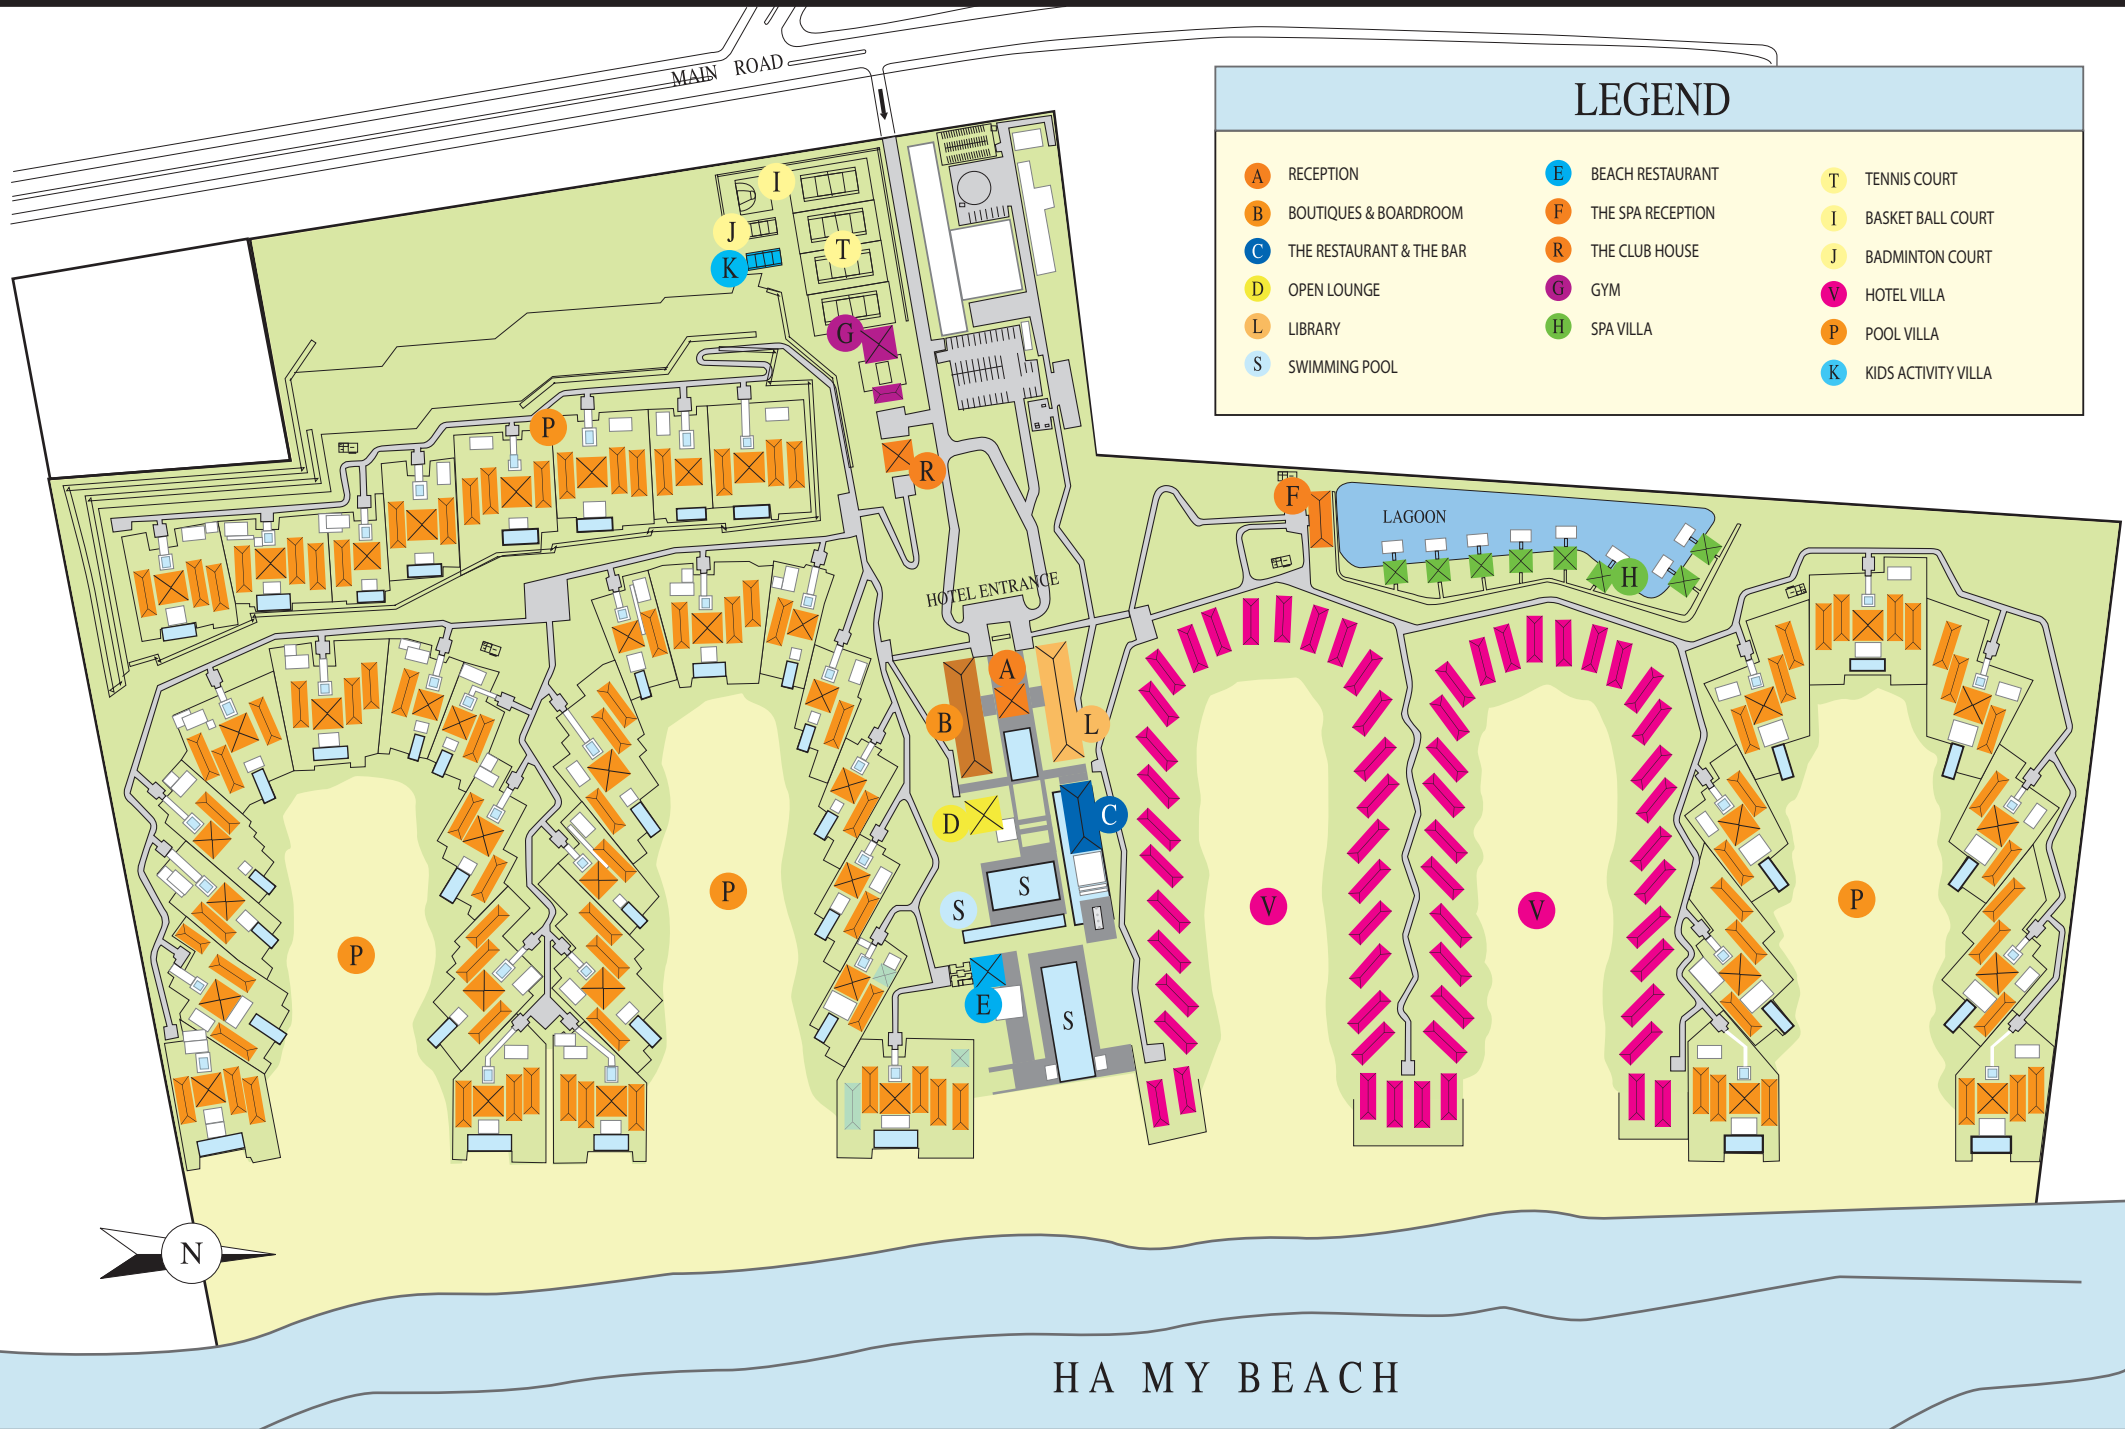 MAIN ROAD
LEGEND
A RECEPTION
B BOUTIQUES & BOARDROOM
C THE RESTAURANT & THE BAR
D OPEN LOUNGE
L LIBRARY
S SWIMMING POOL
E BEACH RESTAURANT
F THE SPA RECEPTION
R THE CLUB HOUSE
G GYM
H SPA VILLA
T TENNIS COURT
I BASKET BALL COURT
J BADMINTON COURT
V HOTEL VILLA
P POOL VILLA
K KIDS ACTIVITY VILLA
I
J
T
K
G
P
R
F
LAGOON
H
HOTEL ENTRANCE
A
B
L
D
C
S
S
P
V
V
P
P
E
S
N
HA MY BEACH